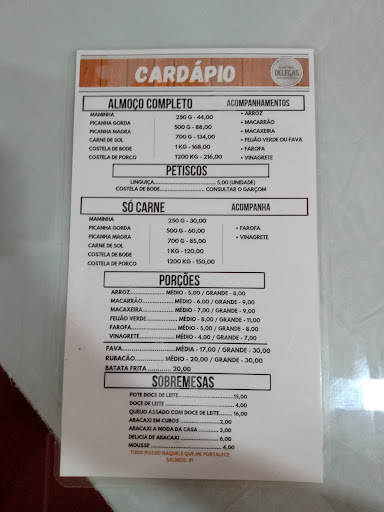 CARDÁPIO
DELEGAS
ALMOÇO COMPLETO
ACOMPANHAMENTOS
MAMINHA
PICANHA GORDA
PICANHA MAGRA
CARNE DE SOL
COSTELA DE BODE
COSTELA DE PORCO
250 G - 44,00
500 G - 88,00
700 G - 134,00
1 KG - 168,00
1200 KG - 216,00
• ARROZ
• MACARRÃO
• MACAXEIRA
• FEIJÃO VERDE OU FAVA
• FAROFA
• VINAGRETE
PETISCOS
LINGUIÇA................................ 5,00 (UNIDADE)
COSTELA DE BODE.................. CONSULTAR O GARÇOM
SÓ CARNE
ACOMPANHA
MAMINHA
PICANHA GORDA
PICANHA MAGRA
CARNE DE SOL
COSTELA DE BODE
COSTELA DE PORCO
250 G - 30,00
500 G - 60,00
700 G - 85,00
1 KG - 120,00
1200 KG - 150,00
• FAROFA
• VINAGRETE
PORÇÕES
ARROZ................ MÉDIO - 5,00 / GRANDE - 8,00
MACARRÃO............. MÉDIO - 6,00 / GRANDE - 9,00
MACAXEIRA............ MÉDIO - 7,00 / GRANDE - 9,00
FEIJÃO VERDE......... MÉDIO - 8,00 / GRANDE - 11,00
FAROFA............... MÉDIO - 5,00 / GRANDE - 8,00
VINAGRETE............ MÉDIO - 4,00 / GRANDE - 7,00
FAVA.................MÉDIA - 17,00 / GRANDE - 30,00
RUBACÃO.............. MÉDIO - 20,00 / GRANDE - 30,00
BATATA FRITA ........... 20,00
SOBREMESAS
POTE DOCE DE LEITE.....................15,00
DOCE DE LEITE ...........................4,00
QUEIJO ASSADO COM DOCE DE LEITE.......16,00
ABACAXI EM CUBOS ................2,00
ABACAXI A MODA DA CASA ..........3,00
DELICIA DE ABACAXI ..............6,00
MOUSSE .............................. 4,00
TUDO POSSO NAQUELE QUE ME FORTALECE